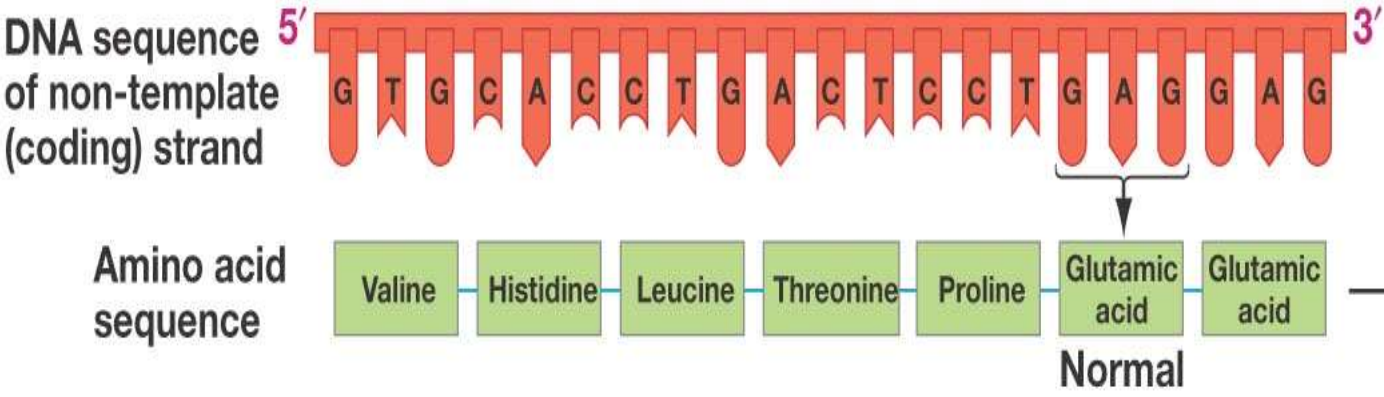 DNA sequence
of non-template
(coding) strand
5′ 3′
G T G C A C C T G A C T C C T G A G G A G
Amino acid
sequence
Valine Histidine Leucine Threonine Proline Glutamic acid Glutamic acid
Normal